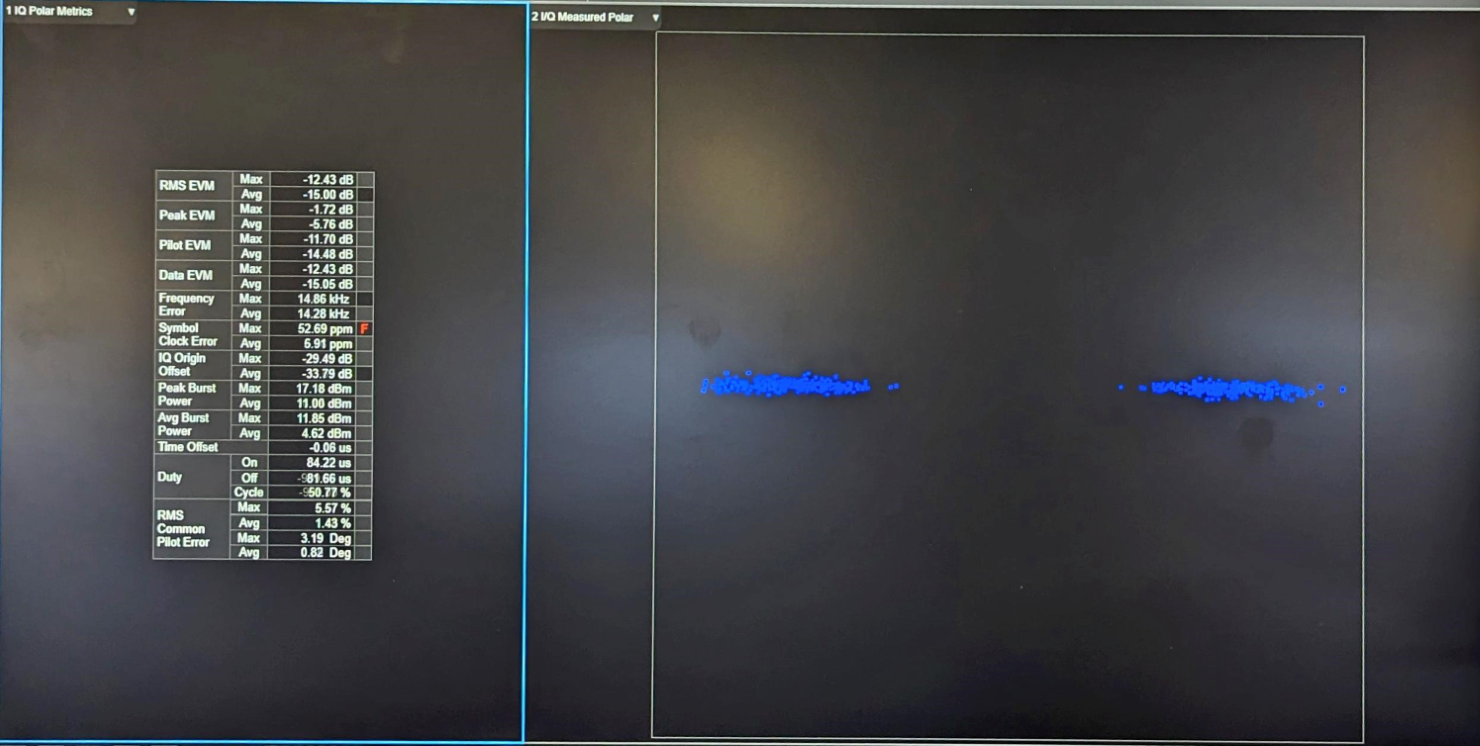 1 IQ Polar Metrics
2 I/Q Measured Polar
RMS EVM Max -12.43 dB
Avg -15.00 dB
Peak EVM Max -1.72 dB
Avg -5.76 dB
Pilot EVM Max -11.70 dB
Avg -14.48 dB
Data EVM Max -12.43 dB
Avg -15.05 dB
Frequency Error Max 14.86 kHz
Avg 14.28 kHz
Symbol Clock Error Max 52.69 ppm F
Avg 6.91 ppm
IQ Origin Offset Max -29.49 dB
Avg -33.79 dB
Peak Burst Power Max 17.18 dBm
Avg 11.00 dBm
Avg Burst Power Max 11.85 dBm
Avg 4.62 dBm
Time Offset -0.06 us
Duty On 84.22 us
Off -981.66 us
Cycle -950.77 %
RMS Common Pilot Error Max 5.57 %
Avg 1.43 %
Max 3.19 Deg
Avg 0.82 Deg